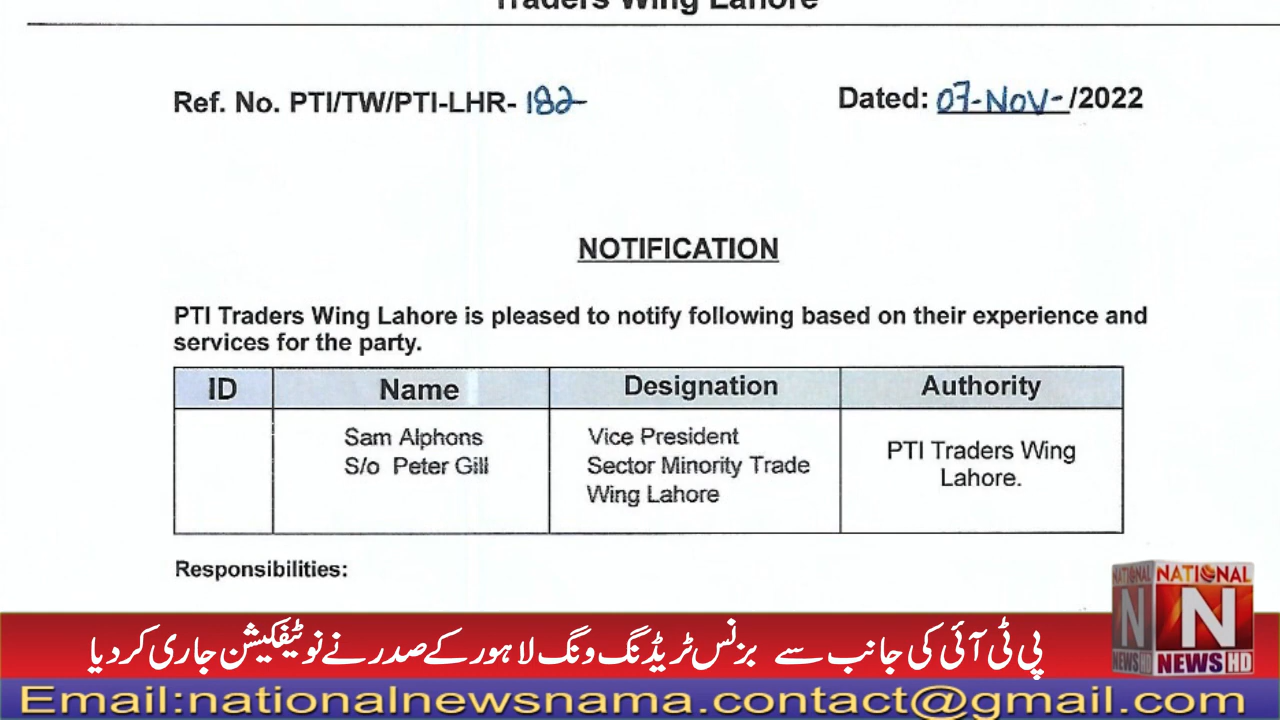 Traders Wing Lahore
Ref. No. PTI/TW/PTI-LHR- 182
Dated: 07-Nov-/2022
NOTIFICATION
PTI Traders Wing Lahore is pleased to notify following based on their experience and
services for the party.
ID Name Designation Authority
Sam Alphons
S/o Peter Gill
Vice President
Sector Minority Trade
Wing Lahore
PTI Traders Wing
Lahore.
Responsibilities:
NATIONAL NATIONAL
N N
NEWS HD NEWS HD
پی ٹی آئی کی جانب سے بزنس ٹریڈنگ ونگ لاہور کے صدر نے نوٹیفکیشن جاری کر دیا
Email:nationalnewsnama.contact@gmail.com